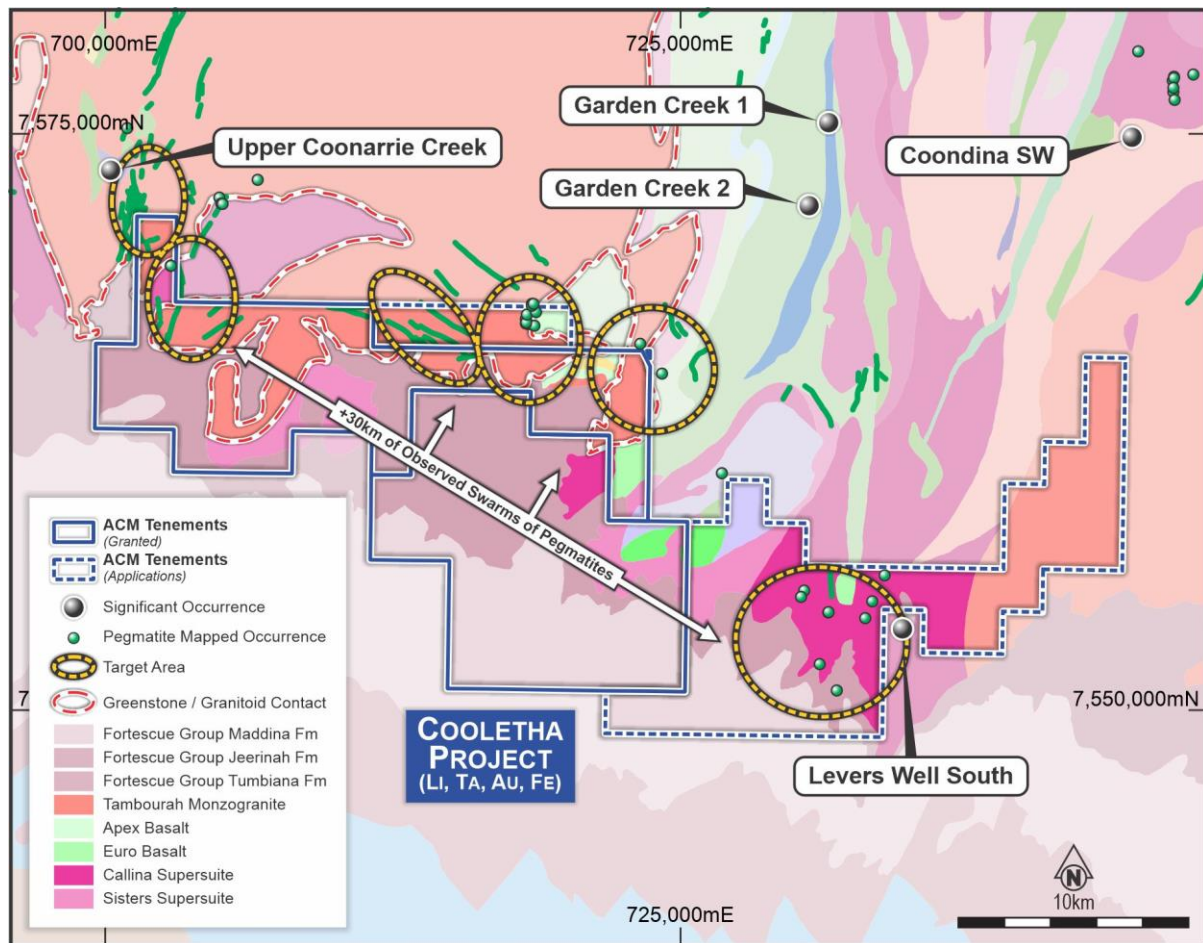 700,000mE
725,000mE
7,575,000mN
Garden Creek 1
Upper Coonarrie Creek
Coondina SW
Garden Creek 2
+30km of Observed Swarms of Pegmatites
ACM Tenements
(Granted)
ACM Tenements
(Applications)
Significant Occurrence
Pegmatite Mapped Occurrence
Target Area
Greenstone / Granitoid Contact
Fortescue Group Maddina Fm
Fortescue Group Jeerinah Fm
Fortescue Group Tumbiana Fm
Tambourah Monzogranite
Apex Basalt
Euro Basalt
Callina Supersuite
Sisters Supersuite
7,550,000mN
COOLETHA
PROJECT
(LI, TA, AU, FE)
Levers Well South
N
10km
725,000mE